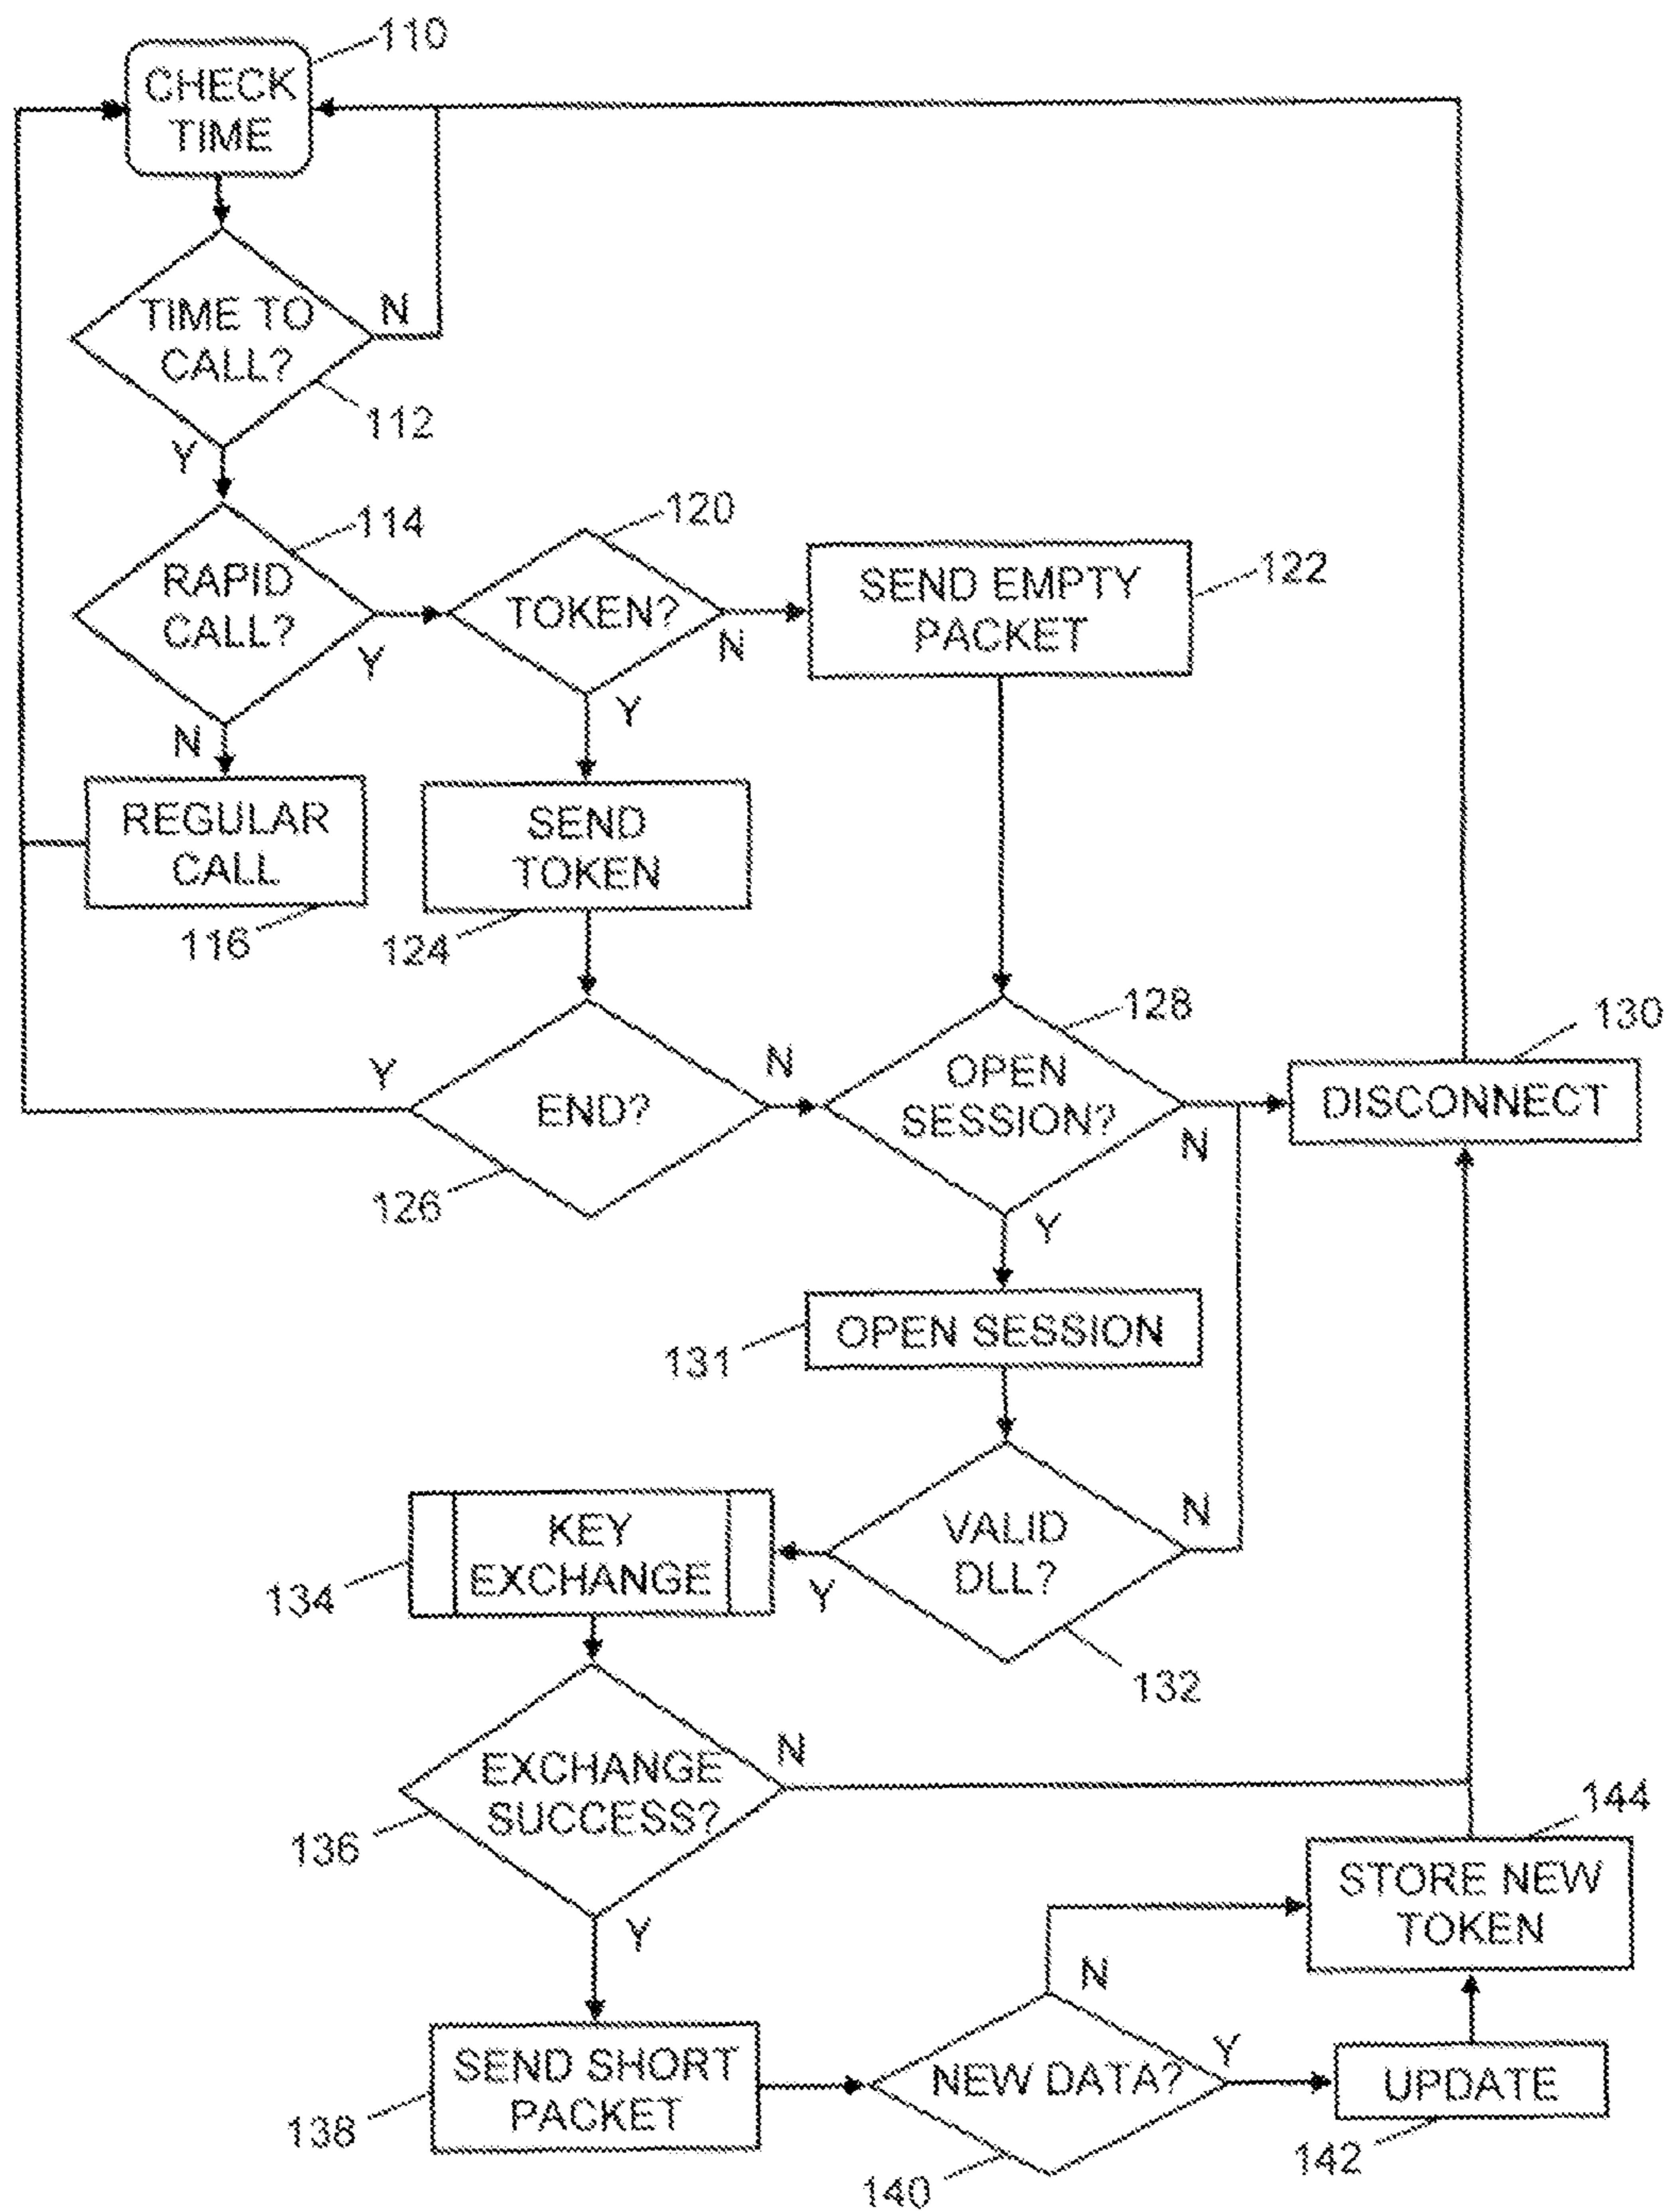 110
CHECK
TIME
TIME TO
CALL?
N
112
Y
114
RAPID
CALL?
Y
N
120
TOKEN?
N
Y
SEND EMPTY
PACKET
122
REGULAR
CALL
116
SEND
TOKEN
124
Y
END?
N
126
128
OPEN
SESSION?
N
Y
130
DISCONNECT
OPEN SESSION
131
VALID
DLL?
N
Y
132
KEY
EXCHANGE
134
EXCHANGE
SUCCESS?
N
136
Y
144
STORE NEW
TOKEN
SEND SHORT
PACKET
138
N
NEW DATA?
Y
140
UPDATE
142